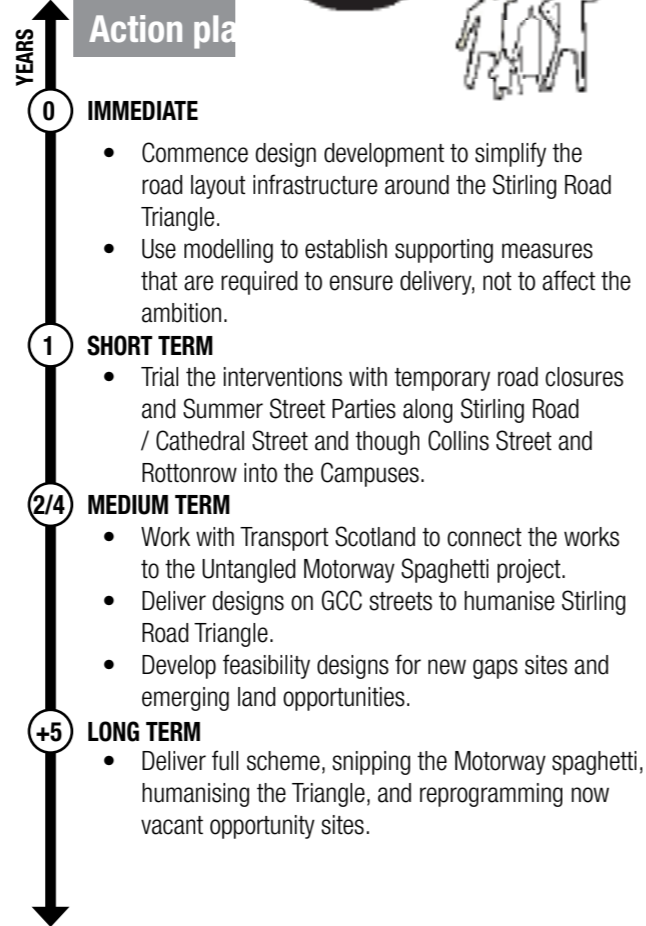 Action pla
YEARS
0 IMMEDIATE
• Commence design development to simplify the
road layout infrastructure around the Stirling Road
Triangle.
• Use modelling to establish supporting measures
that are required to ensure delivery, not to affect the
ambition.
1 SHORT TERM
• Trial the interventions with temporary road closures
and Summer Street Parties along Stirling Road
/ Cathedral Street and though Collins Street and
Rottonrow into the Campuses.
2/4 MEDIUM TERM
• Work with Transport Scotland to connect the works
to the Untangled Motorway Spaghetti project.
• Deliver designs on GCC streets to humanise Stirling
Road Triangle.
• Develop feasibility designs for new gaps sites and
emerging land opportunities.
+5 LONG TERM
• Deliver full scheme, snipping the Motorway spaghetti,
humanising the Triangle, and reprogramming now
vacant opportunity sites.